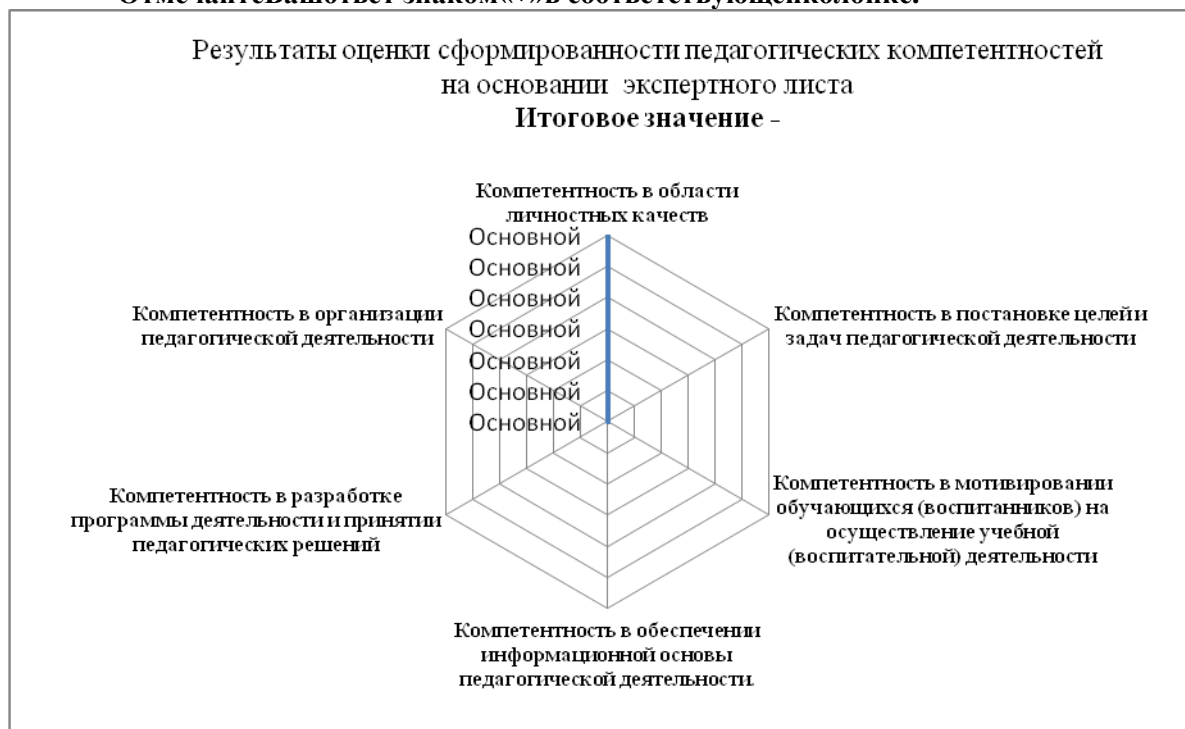 Результаты оценки сформированности педагогических компетентностей
на основании экспертного листа
Итоговое значение -
Компетентность в области
личностных качеств
Основной
Основной
Основной
Основной
Основной
Основной
Основной
Компетентность в организации
педагогической деятельности
Компетентность в постановке целей и
задач педагогической деятельности
Компетентность в разработке
программы деятельности и принятии
педагогических решений
Компетентность в мотивировании
обучающихся (воспитанников) на
осуществление учебной
(воспитательной) деятельности
Компетентность в обеспечении
информационной основы
педагогической деятельности.